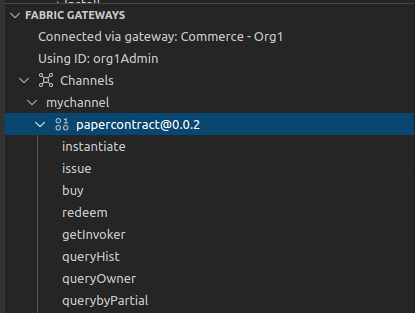 Install
FABRIC GATEWAYS
Connected via gateway: Commerce - Org1
Using ID: org1Admin
Channels
mychannel
papercontract@0.0.2
instantiate
issue
buy
redeem
getInvoker
queryHist
queryOwner
querybyPartial